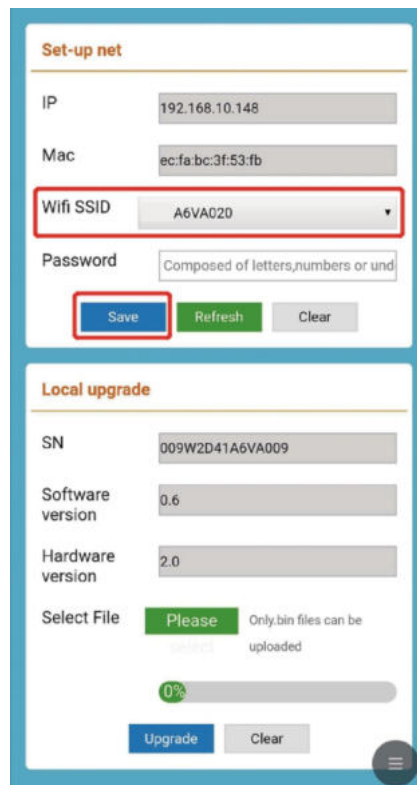 Set-up net
IP 192.168.10.148
Mac ec:fa:bc:3f:53:fb
Wifi SSID A6VA020
Password Composed of letters,numbers or und
Save Refresh Clear
Local upgrade
SN 009W2D41A6VA009
Software version 0.6
Hardware version 2.0
Select File Please select Only.bin files can be uploaded
0%
Upgrade Clear